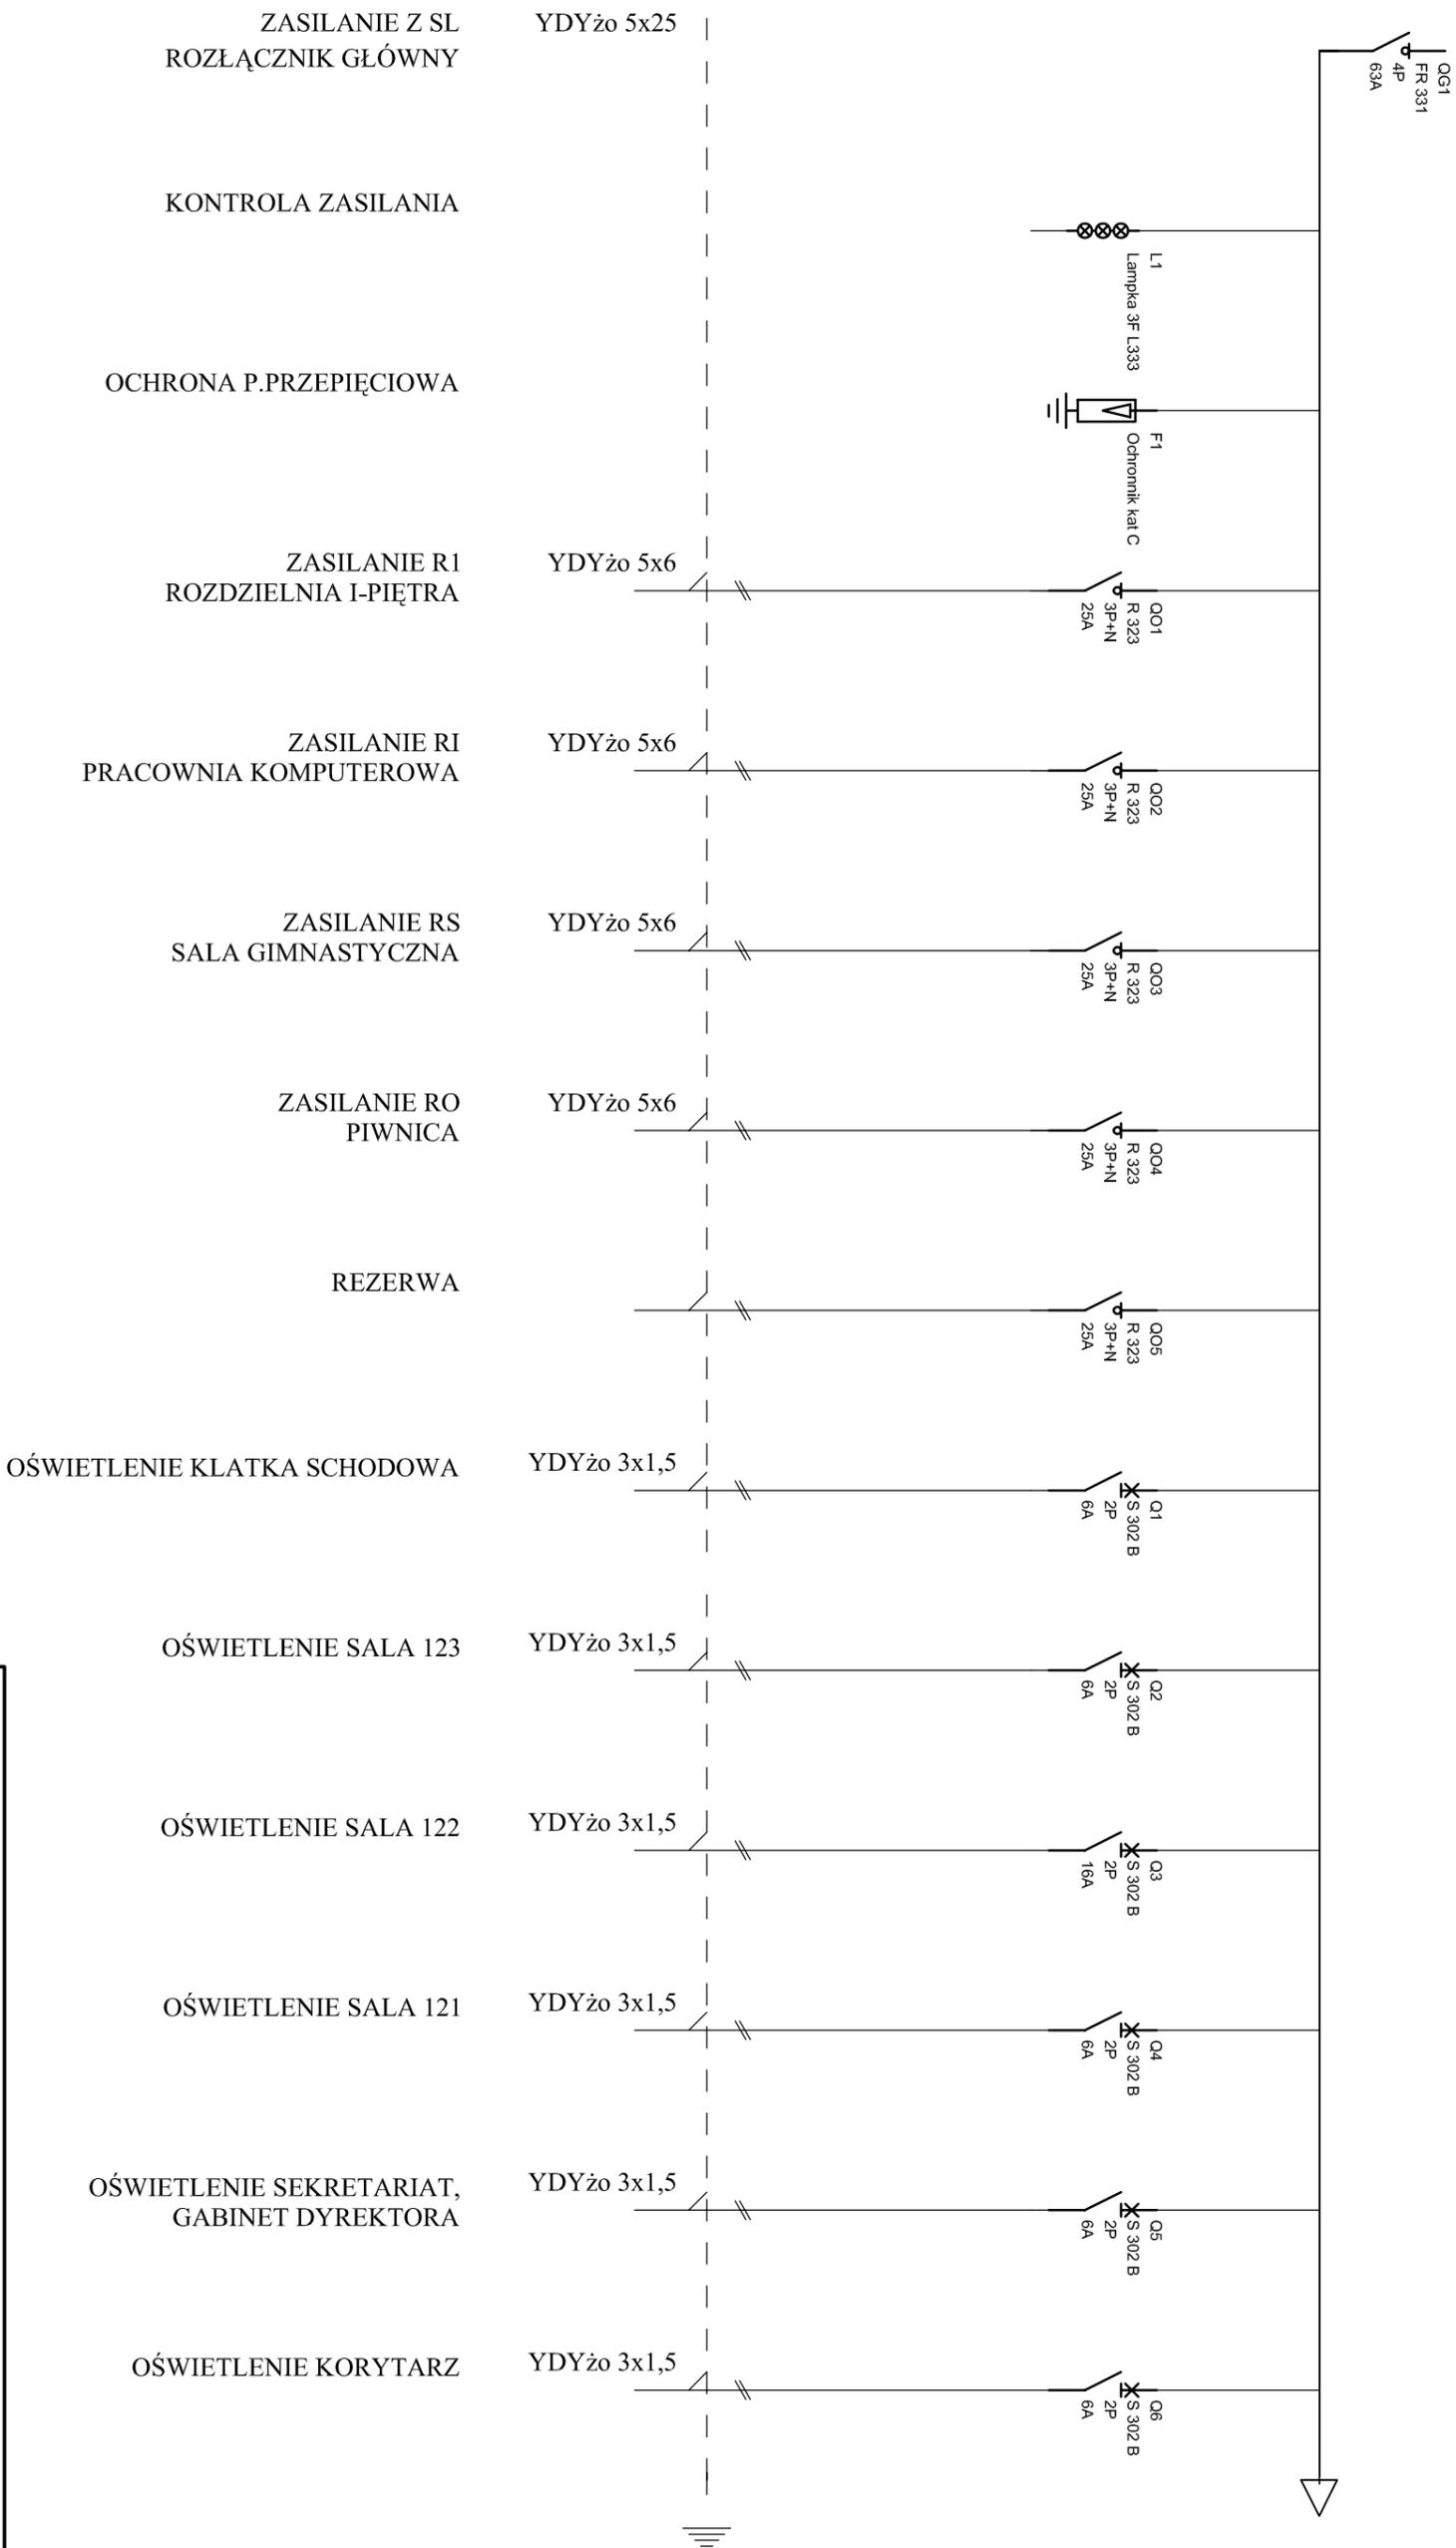 ZASILANIE Z SL
ROZŁĄCZNIK GŁÓWNY
YDYżo 5x25
QG1
FR 331
4P
63A
KONTROLA ZASILANIA
L1
Lampka 3F L333
OCHRONA P.PRZEPIĘCIOWA
F1
Ochronnik kat C
ZASILANIE R1
ROZDZIELNIA I-PIĘTRA
YDYżo 5x6
QO1
R 323
3P+N
25A
ZASILANIE RI
PRACOWNIA KOMPUTEROWA
YDYżo 5x6
QO2
R 323
3P+N
25A
ZASILANIE RS
SALA GIMNASTYCZNA
YDYżo 5x6
QO3
R 323
3P+N
25A
ZASILANIE RO
PIWNICA
YDYżo 5x6
QO4
R 323
3P+N
25A
REZERWA
QO5
R 323
3P+N
25A
OŚWIETLENIE KLATKA SCHODOWA
YDYżo 3x1,5
Q1
S 302 B
2P
6A
OŚWIETLENIE SALA 123
YDYżo 3x1,5
Q2
S 302 B
2P
6A
OŚWIETLENIE SALA 122
YDYżo 3x1,5
Q3
S 302 B
2P
16A
OŚWIETLENIE SALA 121
YDYżo 3x1,5
Q4
S 302 B
2P
6A
OŚWIETLENIE SEKRETARIAT,
GABINET DYREKTORA
YDYżo 3x1,5
Q5
S 302 B
2P
6A
OŚWIETLENIE KORYTARZ
YDYżo 3x1,5
Q6
S 302 B
2P
6A